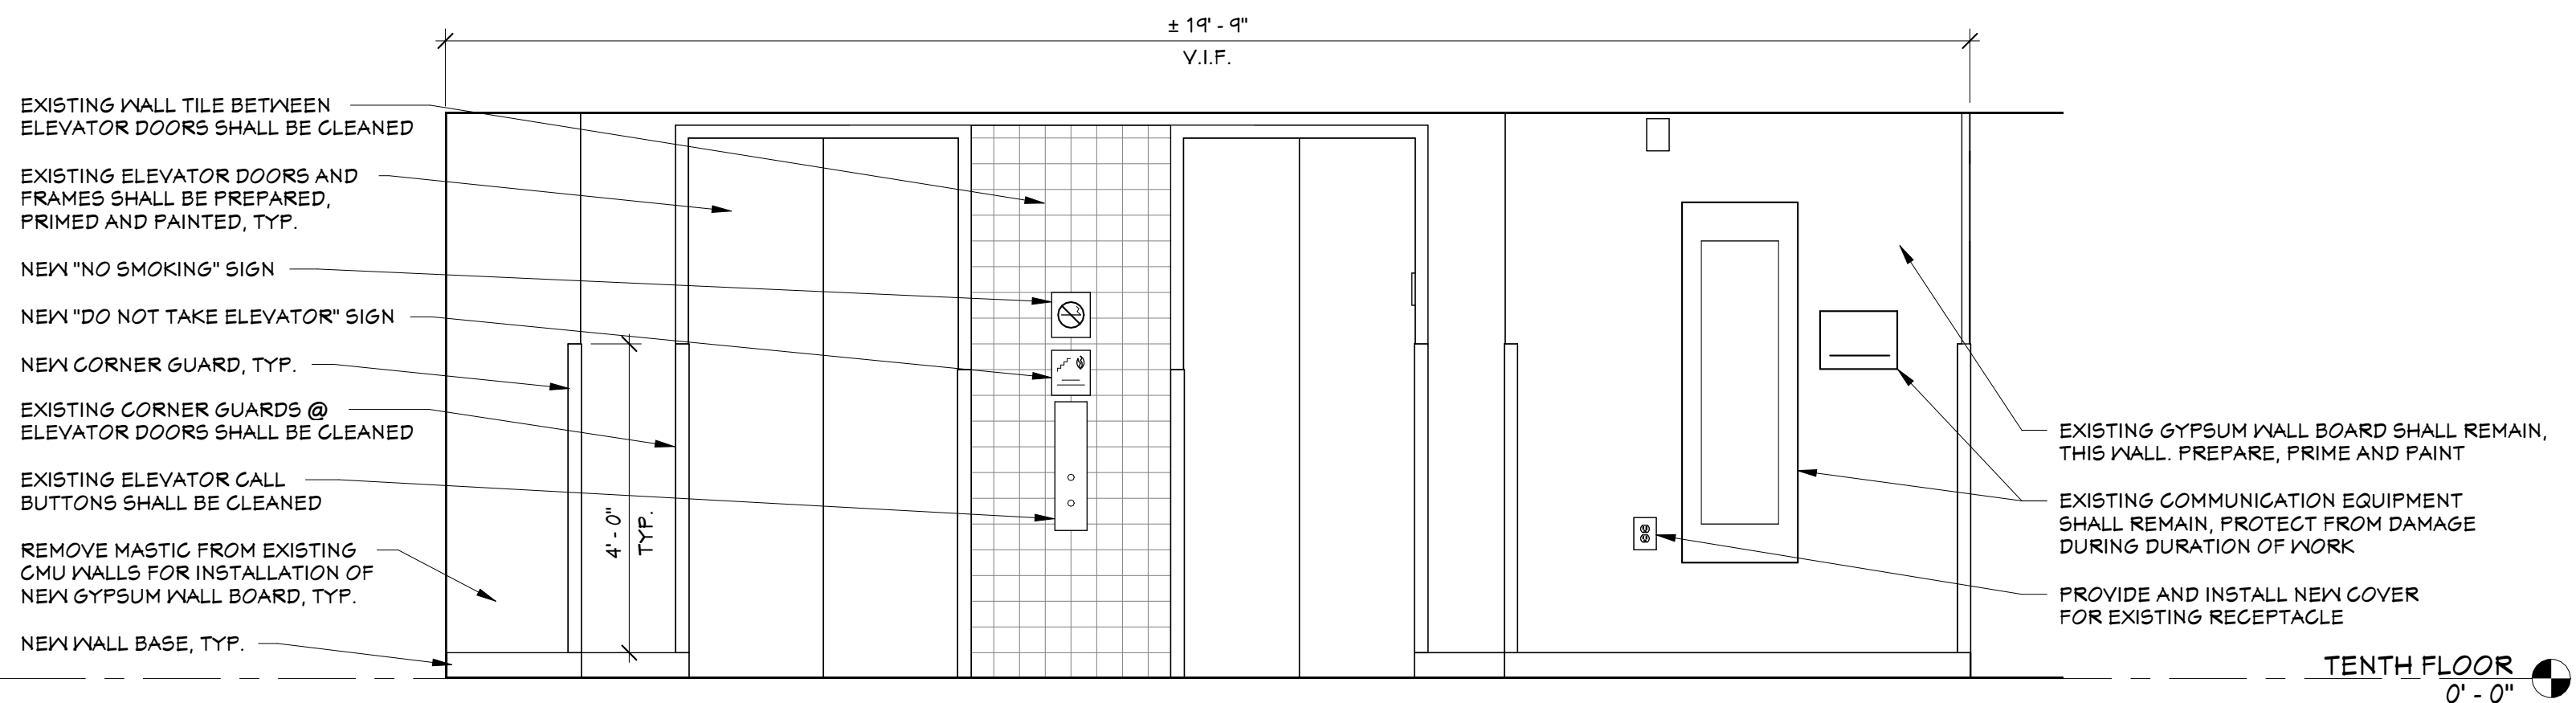 ± 19' - 9"
V.I.F.
EXISTING WALL TILE BETWEEN
ELEVATOR DOORS SHALL BE CLEANED
EXISTING ELEVATOR DOORS AND
FRAMES SHALL BE PREPARED,
PRIMED AND PAINTED, TYP.
NEW "NO SMOKING" SIGN
NEW "DO NOT TAKE ELEVATOR" SIGN
NEW CORNER GUARD, TYP.
EXISTING CORNER GUARDS @
ELEVATOR DOORS SHALL BE CLEANED
EXISTING ELEVATOR CALL
BUTTONS SHALL BE CLEANED
REMOVE MASTIC FROM EXISTING
CMU WALLS FOR INSTALLATION OF
NEW GYPSUM WALL BOARD, TYP.
NEW WALL BASE, TYP.
4' - 0"
TYP.
EXISTING GYPSUM WALL BOARD SHALL REMAIN,
THIS WALL. PREPARE, PRIME AND PAINT
EXISTING COMMUNICATION EQUIPMENT
SHALL REMAIN, PROTECT FROM DAMAGE
DURING DURATION OF WORK
PROVIDE AND INSTALL NEW COVER
FOR EXISTING RECEPTACLE
TENTH FLOOR
0' - 0"